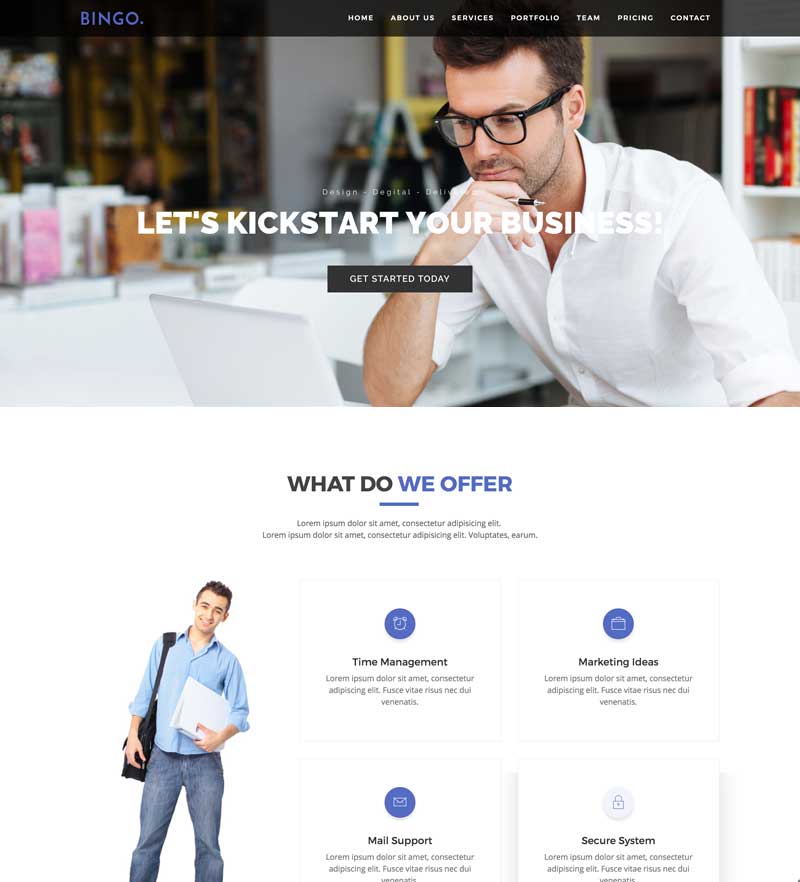 BINGO.
HOME ABOUT US SERVICES PORTFOLIO TEAM PRICING CONTACT
Design - Degital -
LET'S KICKSTART YOUR BUSINESS!
GET STARTED TODAY
WHAT DO WE OFFER
Lorem ipsum dolor sit amet, consectetur adipisicing elit.
Lorem ipsum dolor sit amet, consectetur adipisicing elit. Voluptates, earum.
Time Management
Lorem ipsum dolor sit amet, consectetur
adipiscing elit. Fusce vitae risus nec dui
venenatis.
Marketing Ideas
Lorem ipsum dolor sit amet, consectetur
adipiscing elit. Fusce vitae risus nec dui
venenatis.
Mail Support
Lorem ipsum dolor sit amet, consectetur
adipiscing elit. Fusce vitae risus nec dui
venenatis.
Secure System
Lorem ipsum dolor sit amet, consectetur
adipiscing elit. Fusce vitae risus nec dui
venenatis.